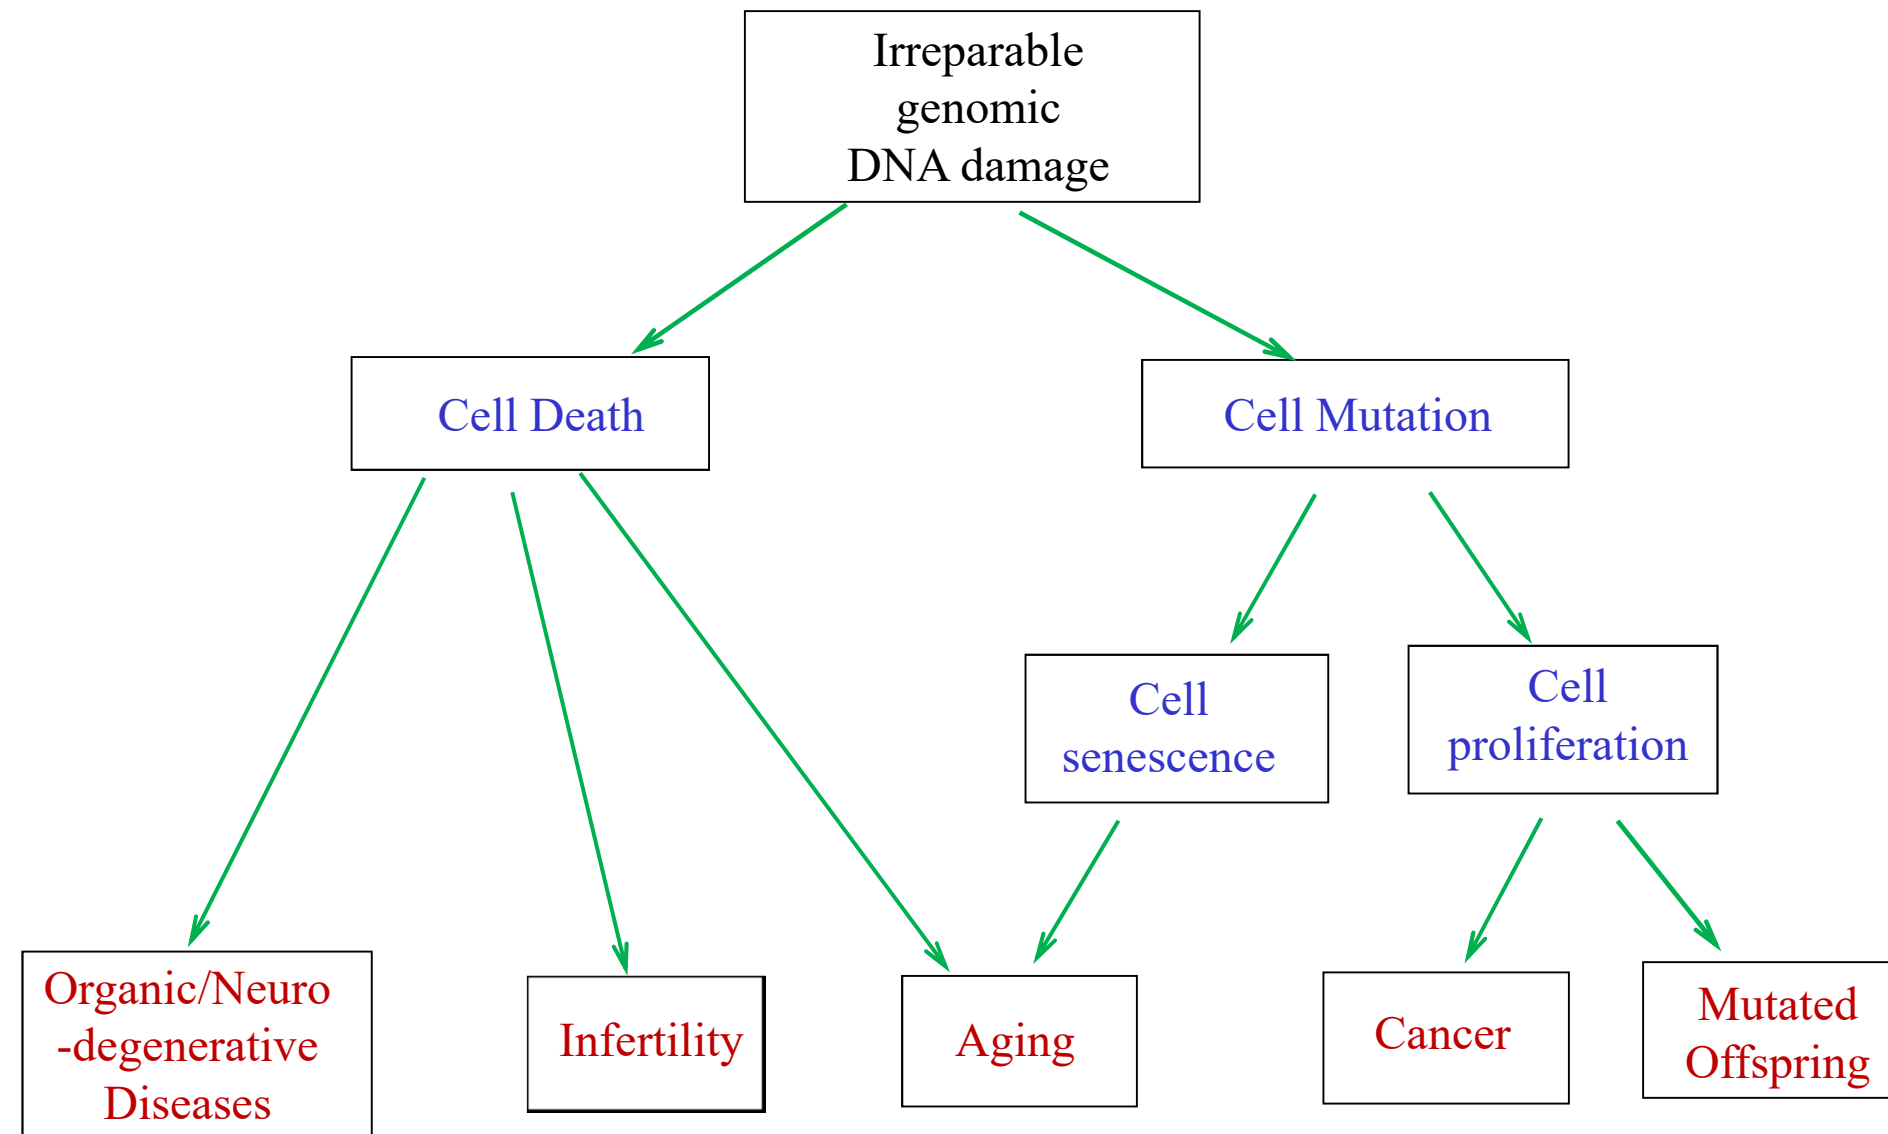 Irreparable
genomic
DNA damage
Cell Death
Cell Mutation
Cell
senescence
Cell
proliferation
Organic/Neuro
-degenerative
Diseases
Infertility
Aging
Cancer
Mutated
Offspring